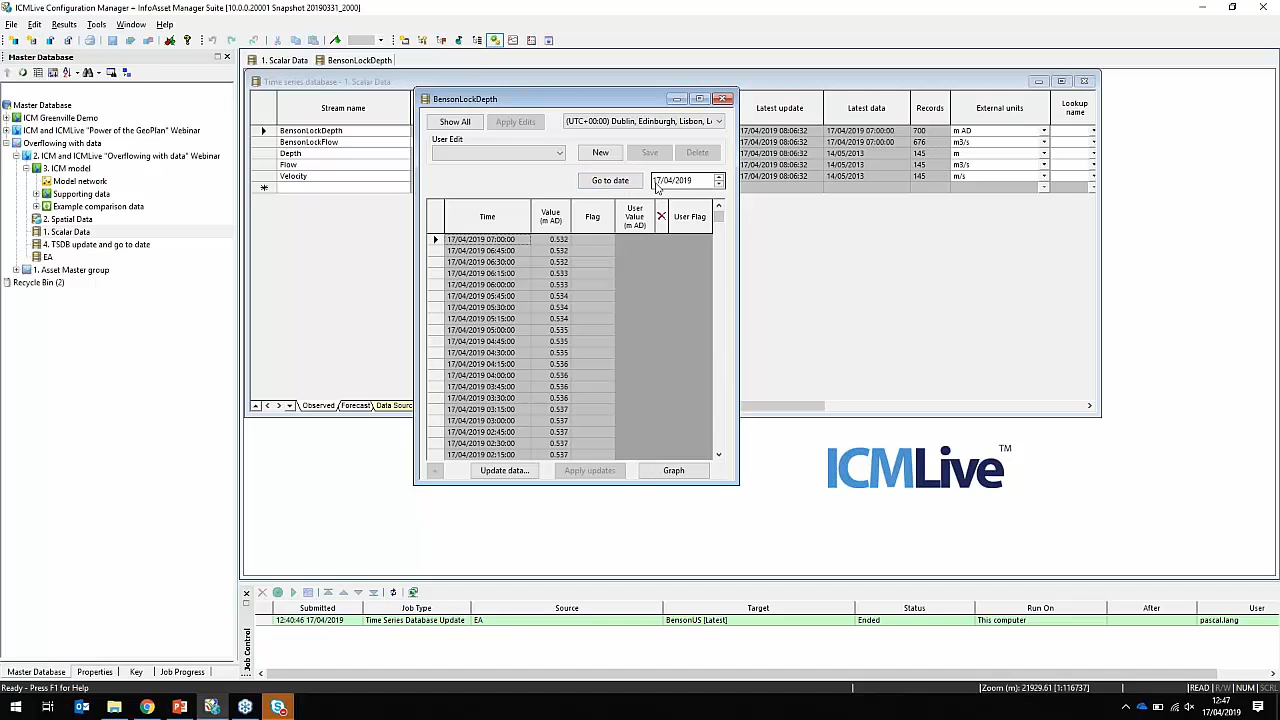 ICMLive Configuration Manager - InfoAsset Manager Suite (10.0.0.20001 Snapshot 20190331_2000]
File Edit Results Tools Window Help
Master Database
Master Database
ICM Greenville Demo
ICM and ICMLive "Power of the GeoPlan" Webinar
Overflowing with data
2. ICM and ICMLive "Overflowing with data" Webinar
3. ICM model
Model network
Supporting data
Example comparison data
2. Spatial Data
1. Scalar Data
4. TSDB update and go to date
EA
1. Asset Master group
Recycle Bin (2)
Master Database Properties Key Job Progress
1. Scalar Data BensonLockDepth
Time series database - 1. Scalar Data
Stream name Latest update Latest data Records External units Lookup name
BensonLockDepth 17/04/2019 08:06:32 17/04/2019 07:00:00 700 m AD
BensonLockFlow 17/04/2019 08:06:32 17/04/2019 07:00:00 676 m3/s
Depth 17/04/2019 08:06:32 14/05/2013 145 m
Flow 17/04/2019 08:06:32 14/05/2013 145 m3/s
Velocity 17/04/2019 08:06:32 14/05/2013 145 m/s
Observed Forecast Data Sourc
BensonLockDepth
Show All Apply Edits (UTC+00:00) Dublin, Edinburgh, Lisbon, L
User Edit
New Save Delete
Go to date 17/04/2019
Time Value (m AD) Flag User Value (m AD) User Flag
17/04/2019 07:00:00 0.532
17/04/2019 06:45:00 0.532
17/04/2019 06:30:00 0.532
17/04/2019 06:15:00 0.533
17/04/2019 06:00:00 0.533
17/04/2019 05:45:00 0.534
17/04/2019 05:30:00 0.534
17/04/2019 05:15:00 0.534
17/04/2019 05:00:00 0.535
17/04/2019 04:45:00 0.535
17/04/2019 04:30:00 0.535
17/04/2019 04:15:00 0.536
17/04/2019 04:00:00 0.536
17/04/2019 03:45:00 0.536
17/04/2019 03:30:00 0.536
17/04/2019 03:15:00 0.537
17/04/2019 03:00:00 0.537
17/04/2019 02:45:00 0.537
17/04/2019 02:30:00 0.537
17/04/2019 02:15:00 0.537
Update data... Apply updates Graph
ICMLive™
Job Control
Submitted Job Type Source Target Status Run On After User
12:40:46 17/04/2019 Time Series Database Update EA BensonUS [Latest] Ended This computer pascal.lang
Ready - Press F1 for Help
Zoom (m): 21929.61 [1:116737] READ R/W NUM SCRL
12:47
17/04/2019